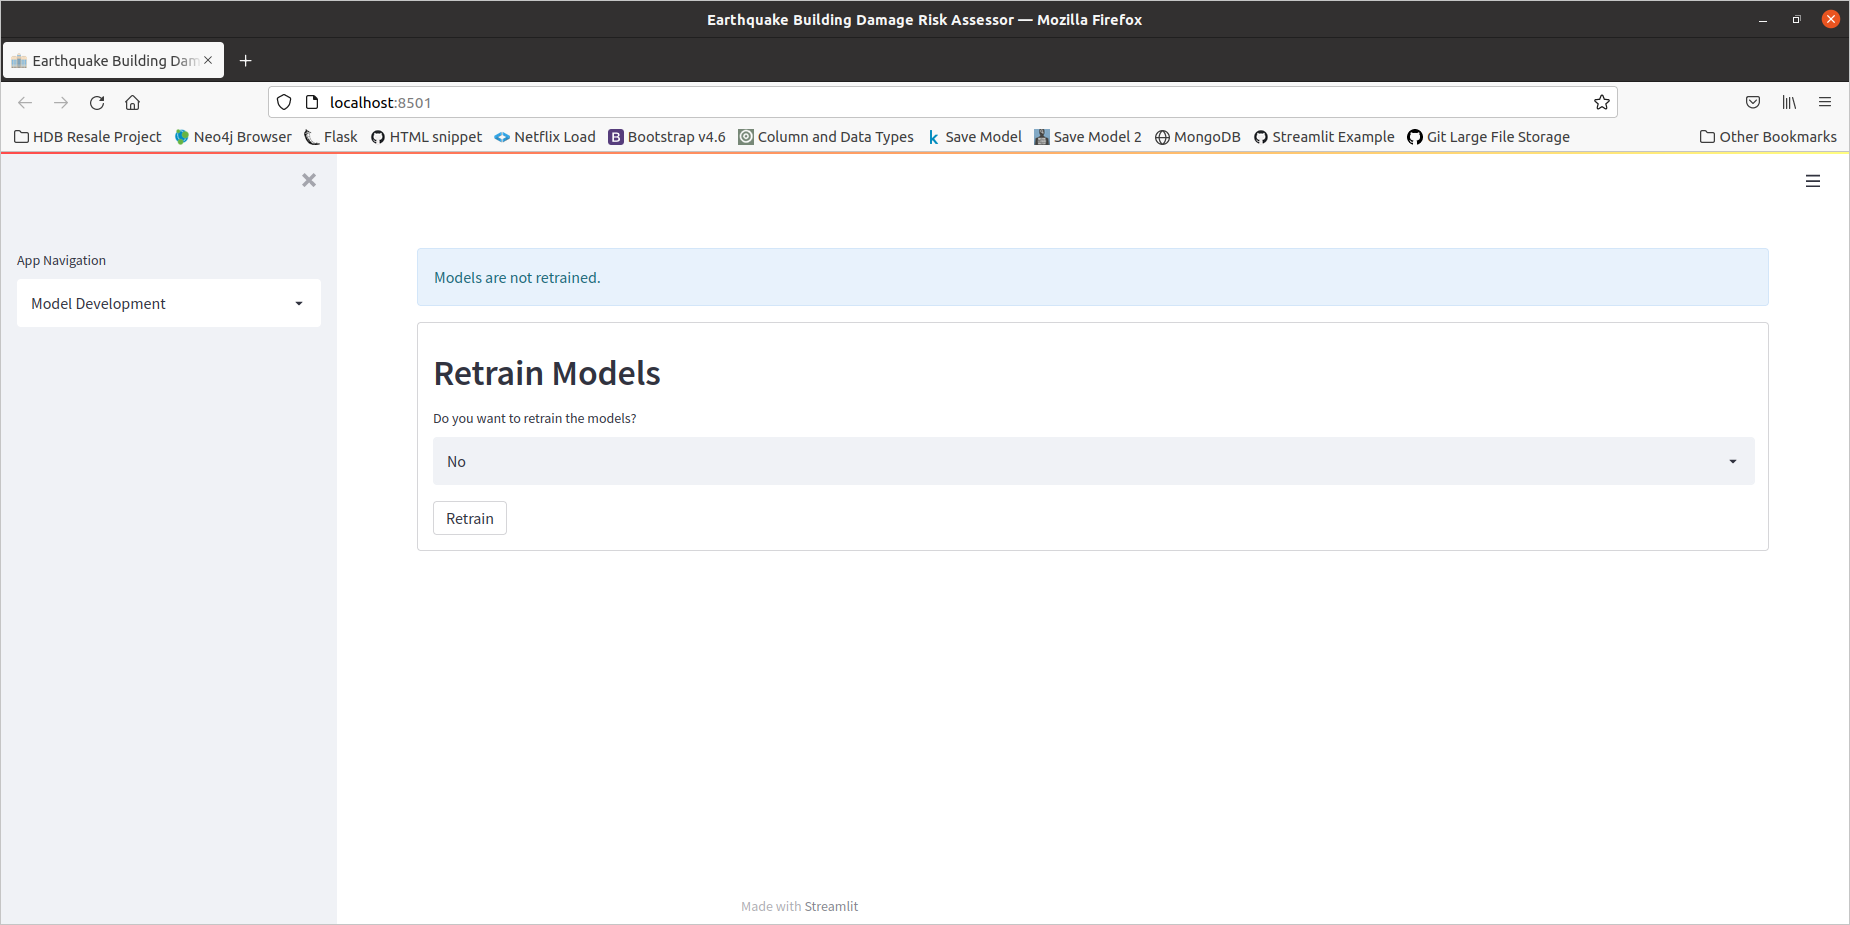 Earthquake Building Damage Risk Assessor — Mozilla Firefox
Earthquake Building Dam
localhost:8501
HDB Resale Project Neo4j Browser Flask HTML snippet Netflix Load Bootstrap v4.6 Column and Data Types Save Model Save Model 2 MongoDB Streamlit Example Git Large File Storage Other Bookmarks
App Navigation
Model Development
Models are not retrained.
Retrain Models
Do you want to retrain the models?
No
Retrain
Made with Streamlit